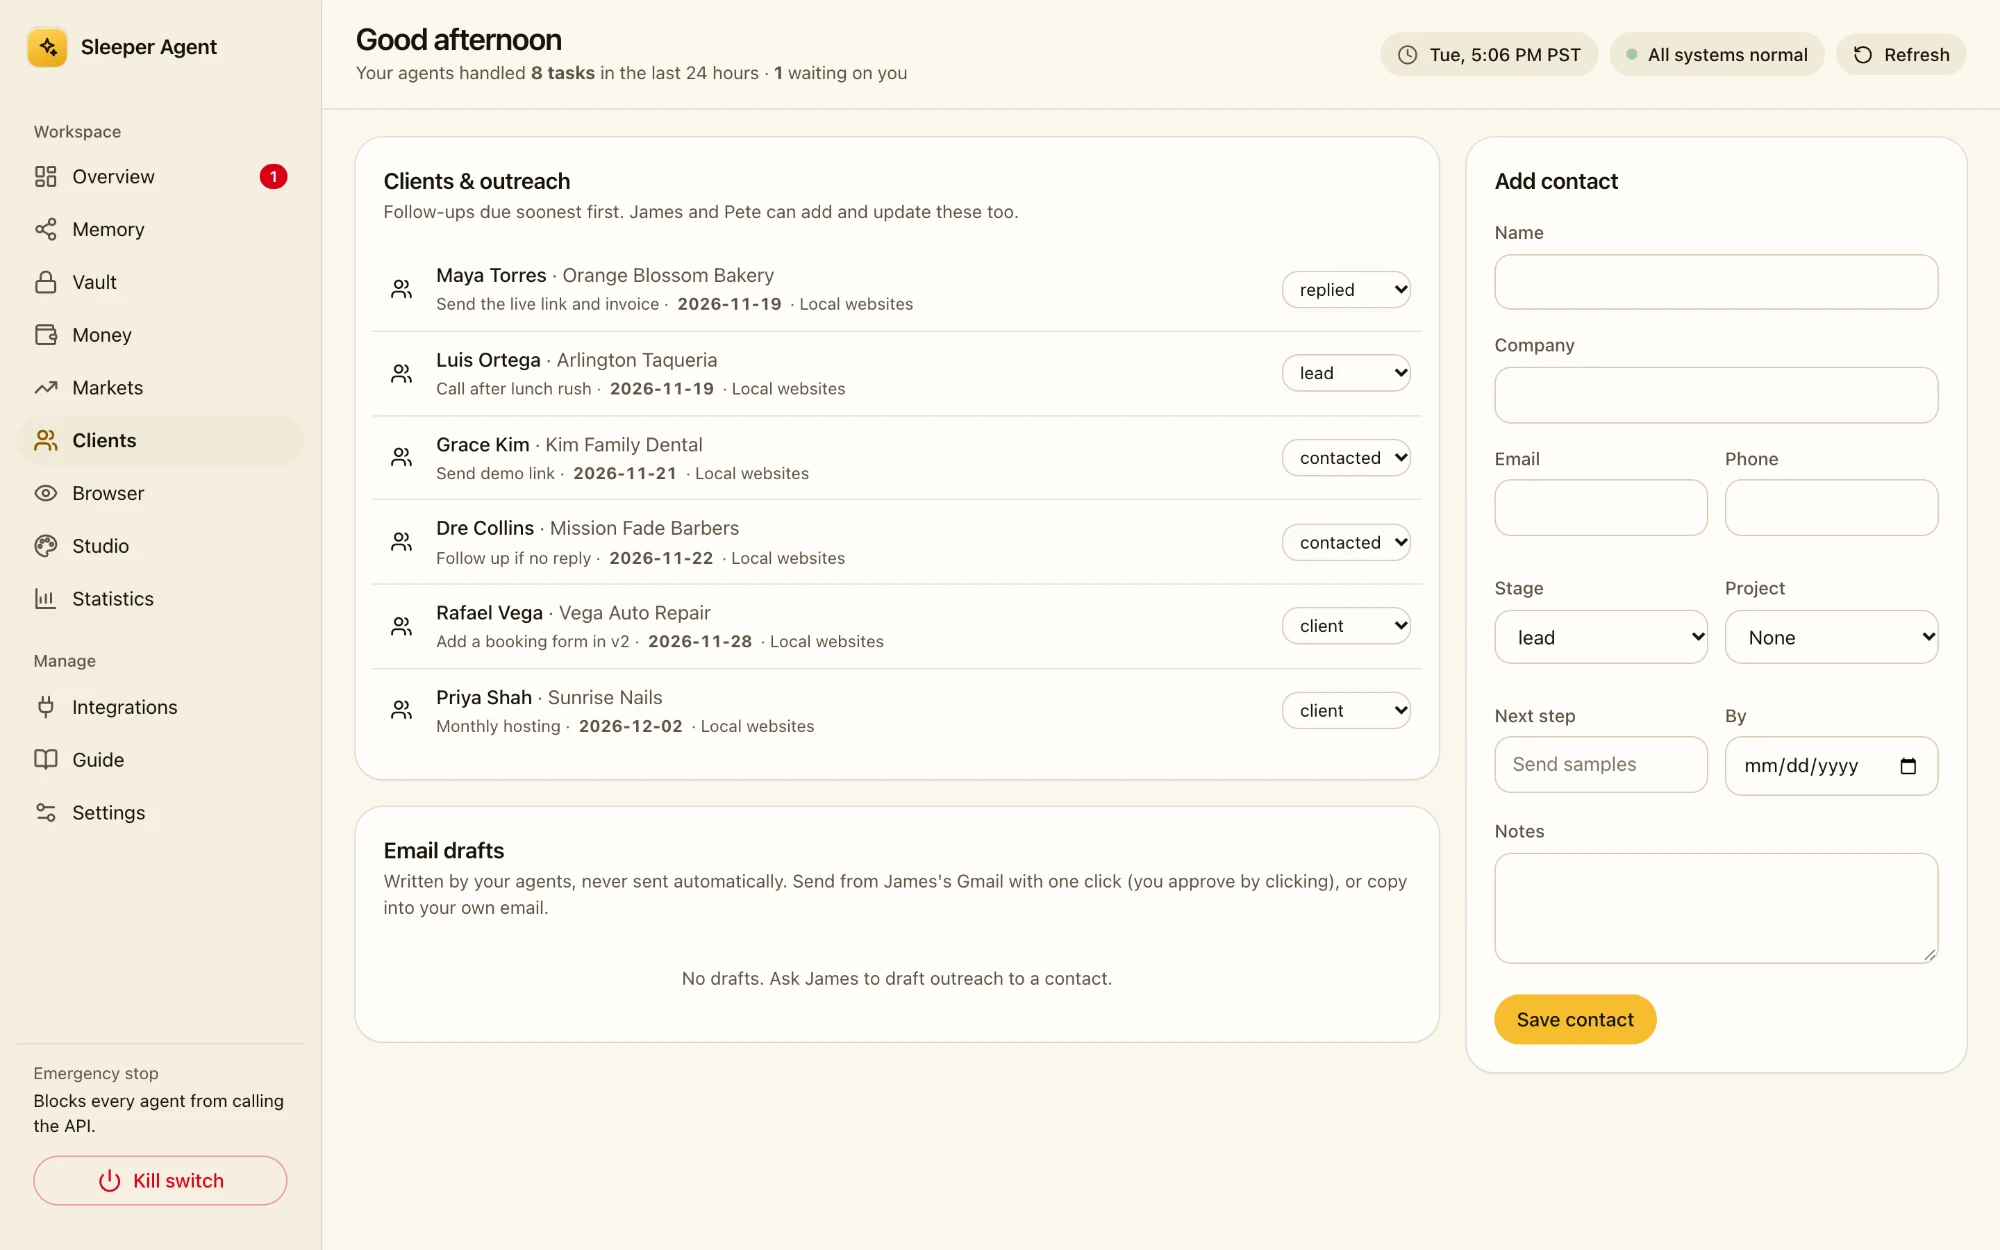 Sleeper Agent
Workspace
Overview 1
Memory
Vault
Money
Markets
Clients
Browser
Studio
Statistics
Manage
Integrations
Guide
Settings
Emergency stop
Blocks every agent from calling
the API.
Kill switch
Good afternoon
Your agents handled 8 tasks in the last 24 hours · 1 waiting on you
Tue, 5:06 PM PST
All systems normal
Refresh
Clients & outreach
Follow-ups due soonest first. James and Pete can add and update these too.
Maya Torres · Orange Blossom Bakery
Send the live link and invoice · 2026-11-19 · Local websites
replied
Luis Ortega · Arlington Taqueria
Call after lunch rush · 2026-11-19 · Local websites
lead
Grace Kim · Kim Family Dental
Send demo link · 2026-11-21 · Local websites
contacted
Dre Collins · Mission Fade Barbers
Follow up if no reply · 2026-11-22 · Local websites
contacted
Rafael Vega · Vega Auto Repair
Add a booking form in v2 · 2026-11-28 · Local websites
client
Priya Shah · Sunrise Nails
Monthly hosting · 2026-12-02 · Local websites
client
Email drafts
Written by your agents, never sent automatically. Send from James's Gmail with one click (you approve by clicking), or copy
into your own email.
No drafts. Ask James to draft outreach to a contact.
Add contact
Name
Company
Email Phone
Stage Project
lead None
Next step By
Send samples mm/dd/yyyy
Notes
Save contact